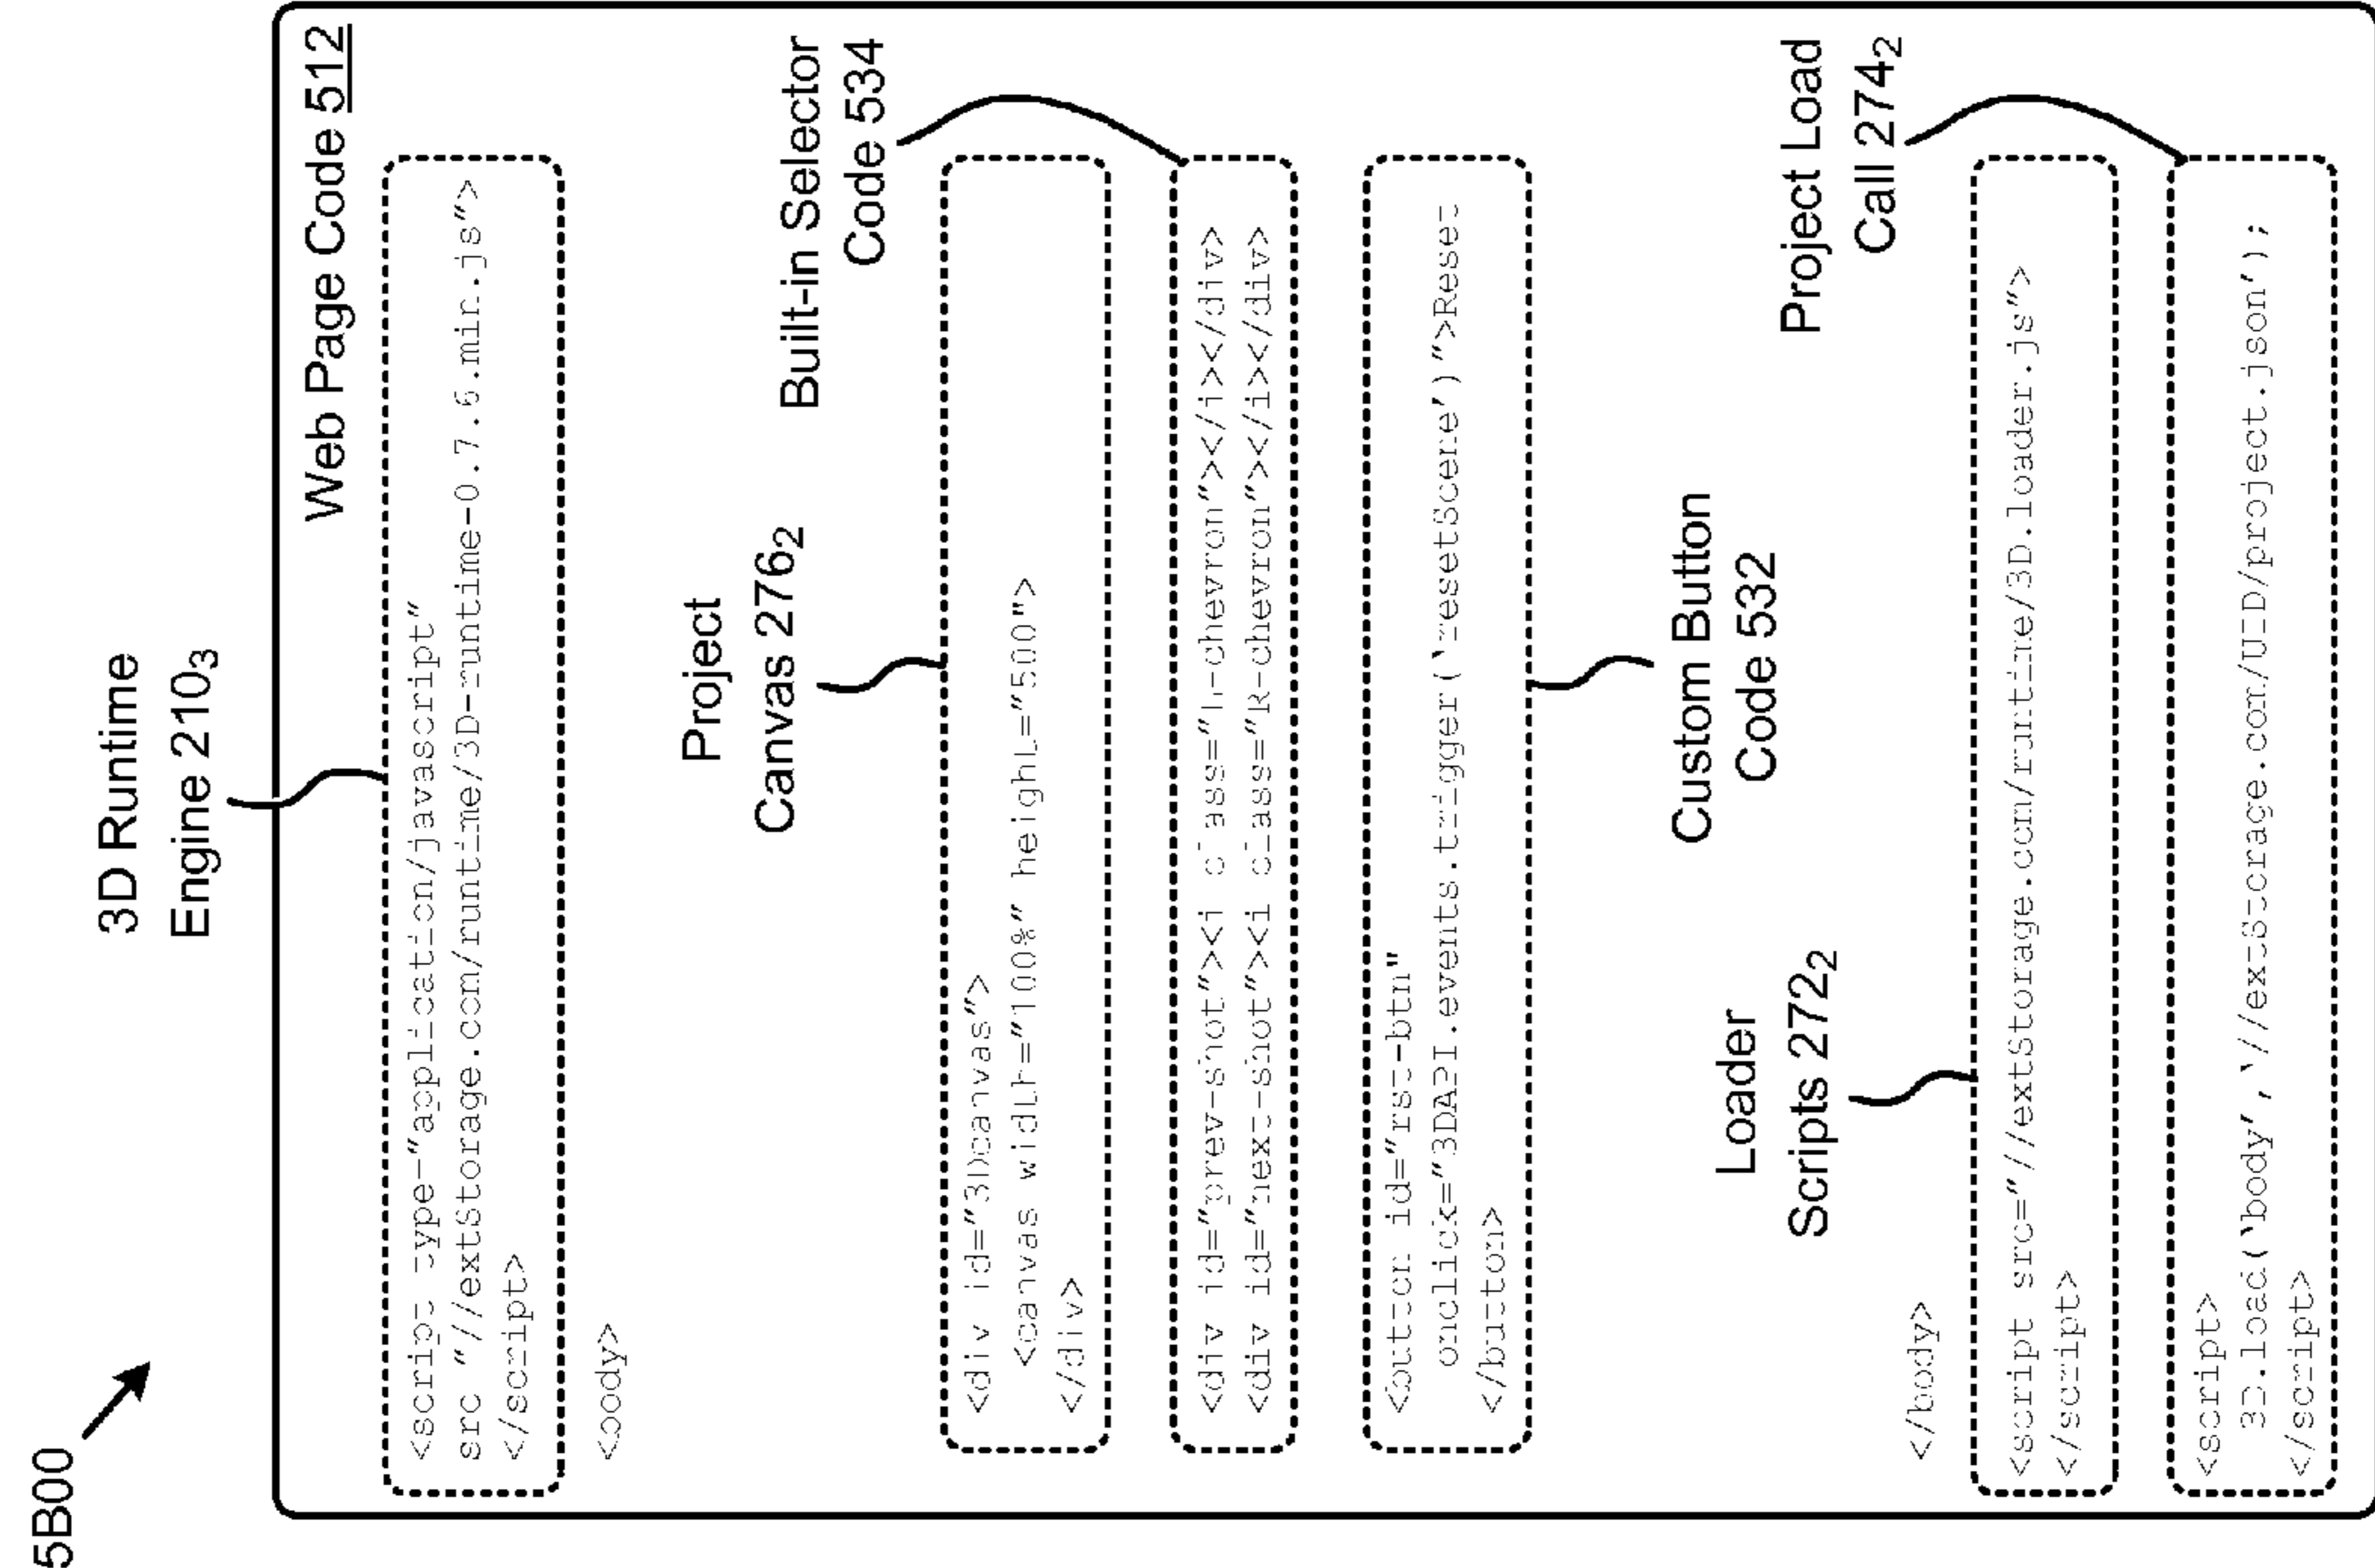 5B00
3D Runtime
Engine 210₃
Web Page Code 512
<script type="application/javascript"
src="//extStorage.com/runtime/3D-runtime-0.7.6.min.js">
</script>
<body>
Project
Canvas 276₂
<div id="3Dcanvas">
<canvas width="100%" height="500">
</div>
Built-in Selector
Code 534
<div id="prev-shot"><i class="L-chevron"></i></div>
<div id="next-shot"><i class="R-chevron"></i></div>
<button id="rst-btn"
onclick="3DAPI.events.trigger('resetScene')">Reset
</button>
Custom Button
Code 532
Loader
Scripts 272₂
Project Load
Call 274₂
</body>
<script src="//extStorage.com/runtime/3D.loader.js">
</script>
<script>
3D.load('body','//extStorage.com/UID/project.json');
</script>